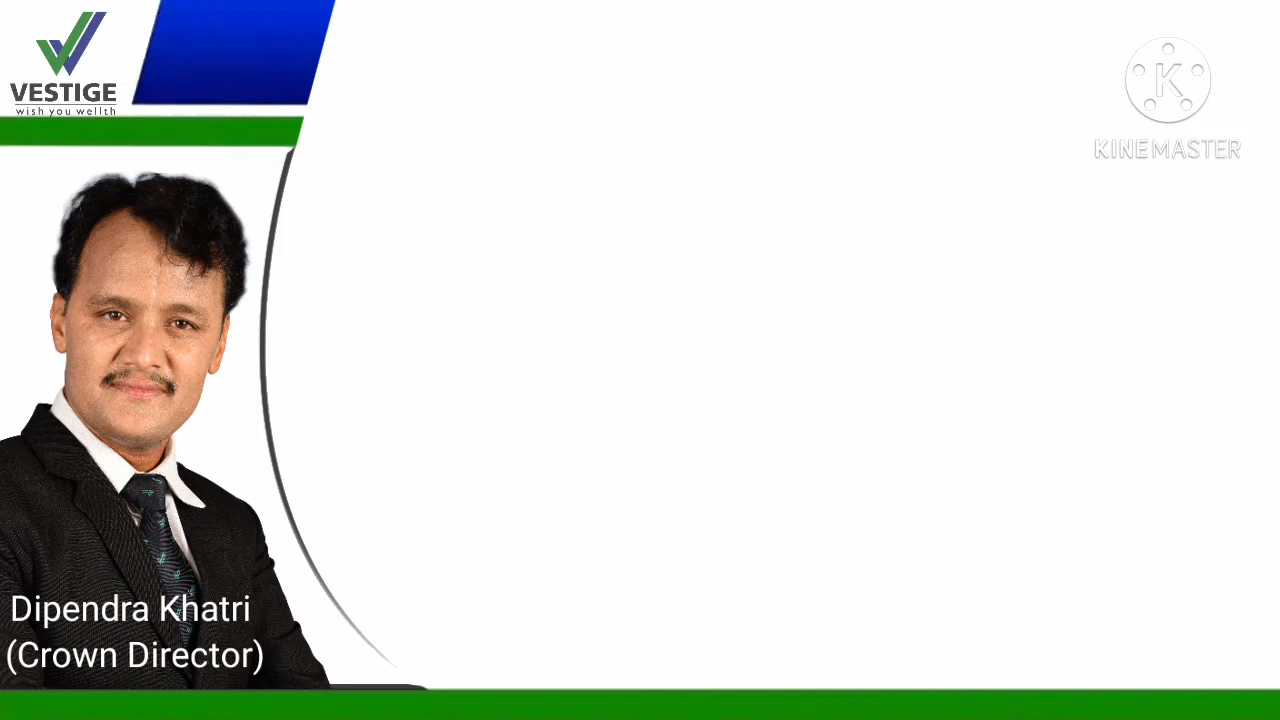 VESTIGE
wish you wellth
K
KINEMASTER
Dipendra Khatri
(Crown Director)